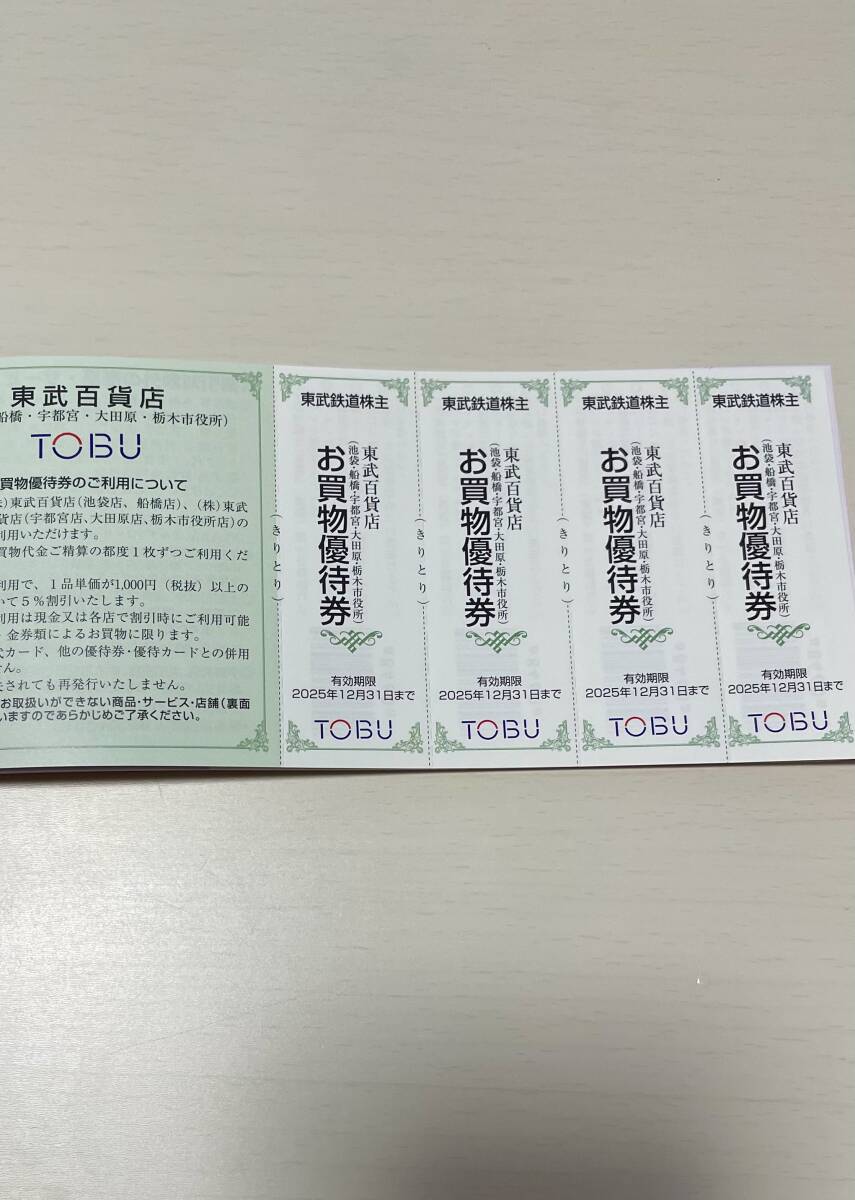 東武百貨店
船橋・宇都宮・大田原・栃木市役所)
TOBU
買物優待券のご利用について
)東武百貨店(池袋店、船橋店)、(株)東武
貨店(宇都宮店、大田原店、栃木市役所店)の
利用いただけます。
買物代金ご精算の都度1枚ずつご利用くだ
利用で、1品単価が1,000円(税抜)以上の
いて5%割引いたします。
利用は現金又は各店で割引時にご利用可能
・金券類によるお買物に限ります。
カード、他の優待券・優待カードとの併用
せん。
されても再発行いたしません。
お取扱いができない商品・サービス・店舗(裏面
いますのであらかじめご了承ください。
(きりとり)
東武鉄道株主
東武百貨店
(池袋・船橋・宇都宮・大田原・栃木市役所)
お買物優待券
有効期限
2025年12月31日まで
TOBU
(きりとり)
東武鉄道株主
東武百貨店
(池袋・船橋・宇都宮・大田原・栃木市役所)
お買物優待券
有効期限
2025年12月31日まで
TOBU
(きりとり)
東武鉄道株主
東武百貨店
(池袋・船橋・宇都宮・大田原・栃木市役所)
お買物優待券
有効期限
2025年12月31日まで
TOBU
(きりとり)
東武鉄道株主
東武百貨店
(池袋・船橋・宇都宮・大田原・栃木市役所)
お買物優待券
有効期限
2025年12月31日まで
TOBU